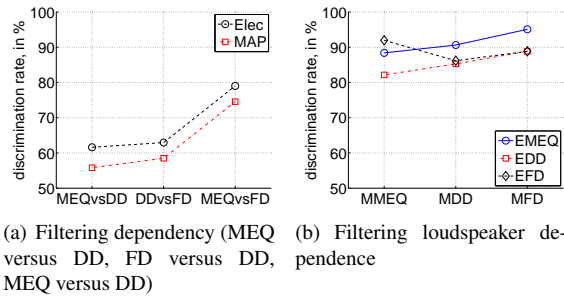 discrimination rate, in %
100
90
80
70
60
50
Elec
MAP
MEQvsDD DDvsFD MEQvsFD
discrimination rate, in %
100
90
80
70
60
50
EMEQ
EDD
EFD
MMEQ MDD MFD
(a) Filtering dependency (MEQ
versus DD, FD versus DD,
MEQ versus DD)
(b) Filtering loudspeaker de-
pendence